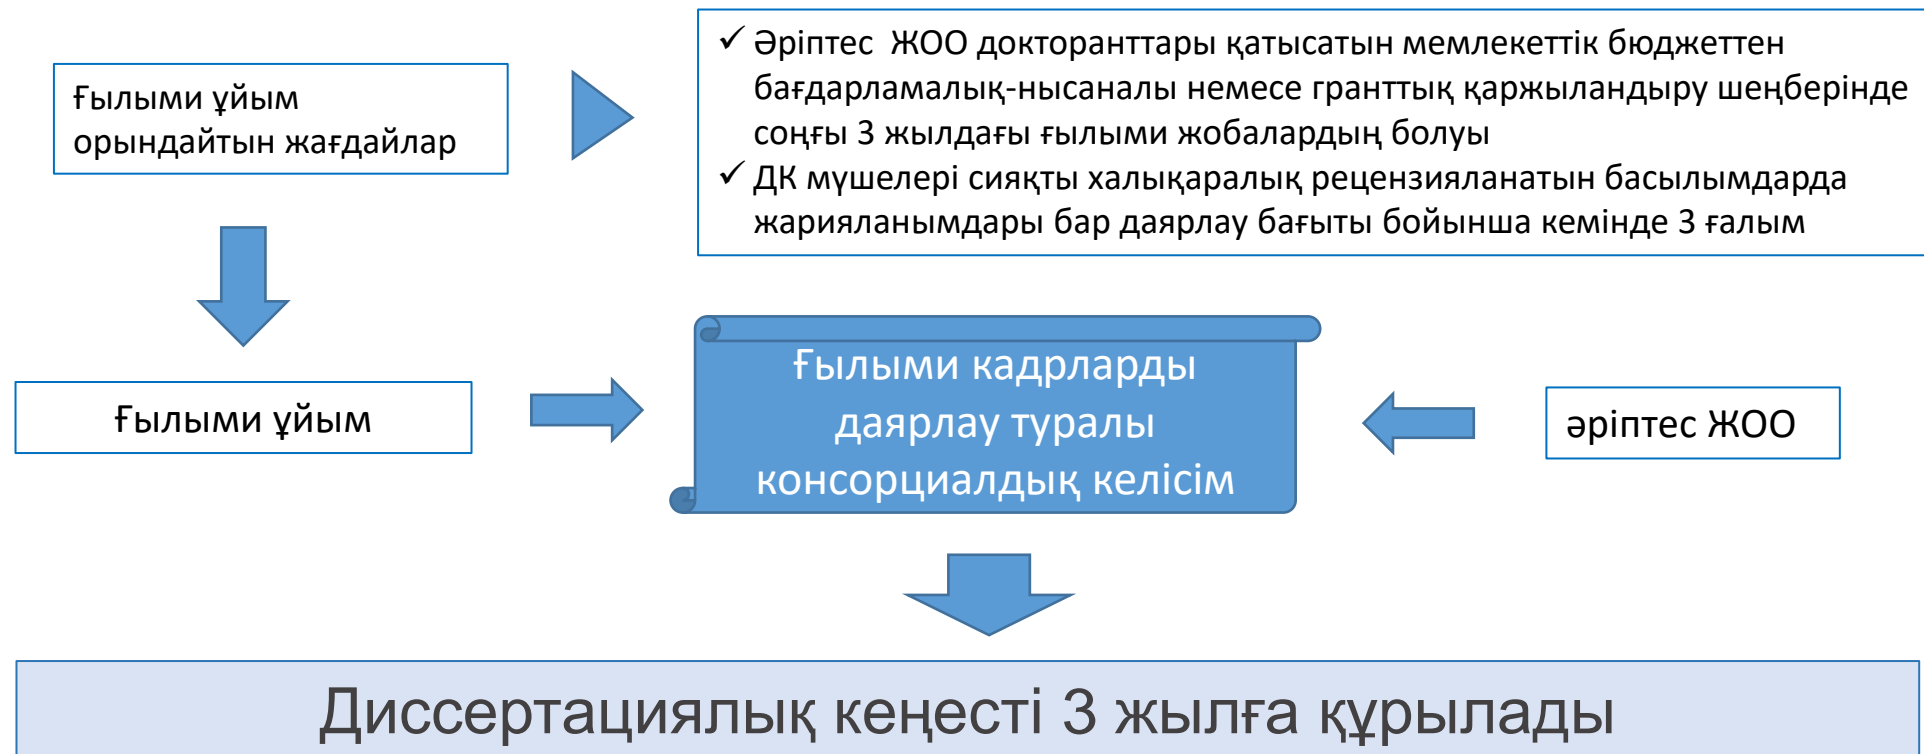 Ғылыми ұйым
орындайтын жағдайлар
✓ Әріптес ЖОО докторанттары қатысатын мемлекеттік бюджеттен
бағдарламалық-нысаналы немесе гранттық қаржыландыру шеңберінде
соңғы 3 жылдағы ғылыми жобалардың болуы
✓ ДК мүшелері сияқты халықаралық рецензияланатын басылымдарда
жарияланымдары бар даярлау бағыты бойынша кемінде 3 ғалым
Ғылыми ұйым
Ғылыми кадрларды
даярлау туралы
консорциалдық келісім
әріптес ЖОО
Диссертациялық кеңесті 3 жылға құрылады